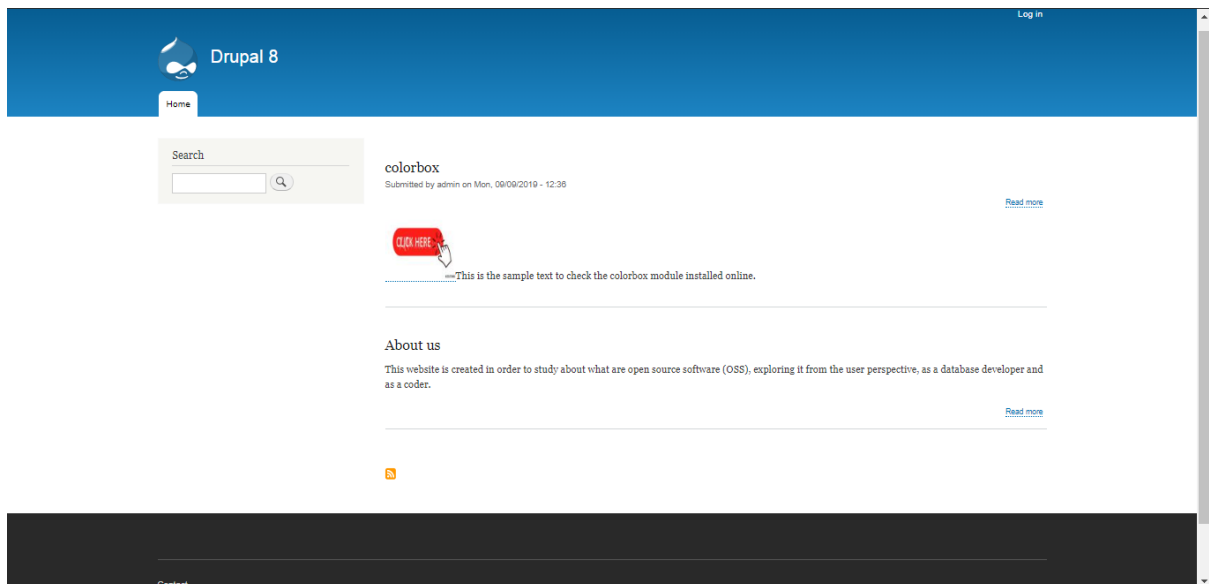 Log in
Drupal 8
Home
Search
colorbox
Submitted by admin on Mon, 09/09/2019 - 12:36
Read more
CLICK HERE
This is the sample text to check the colorbox module installed online.
About us
This website is created in order to study about what are open source software (OSS), exploring it from the user perspective, as a database developer and
as a coder.
Read more
Contact